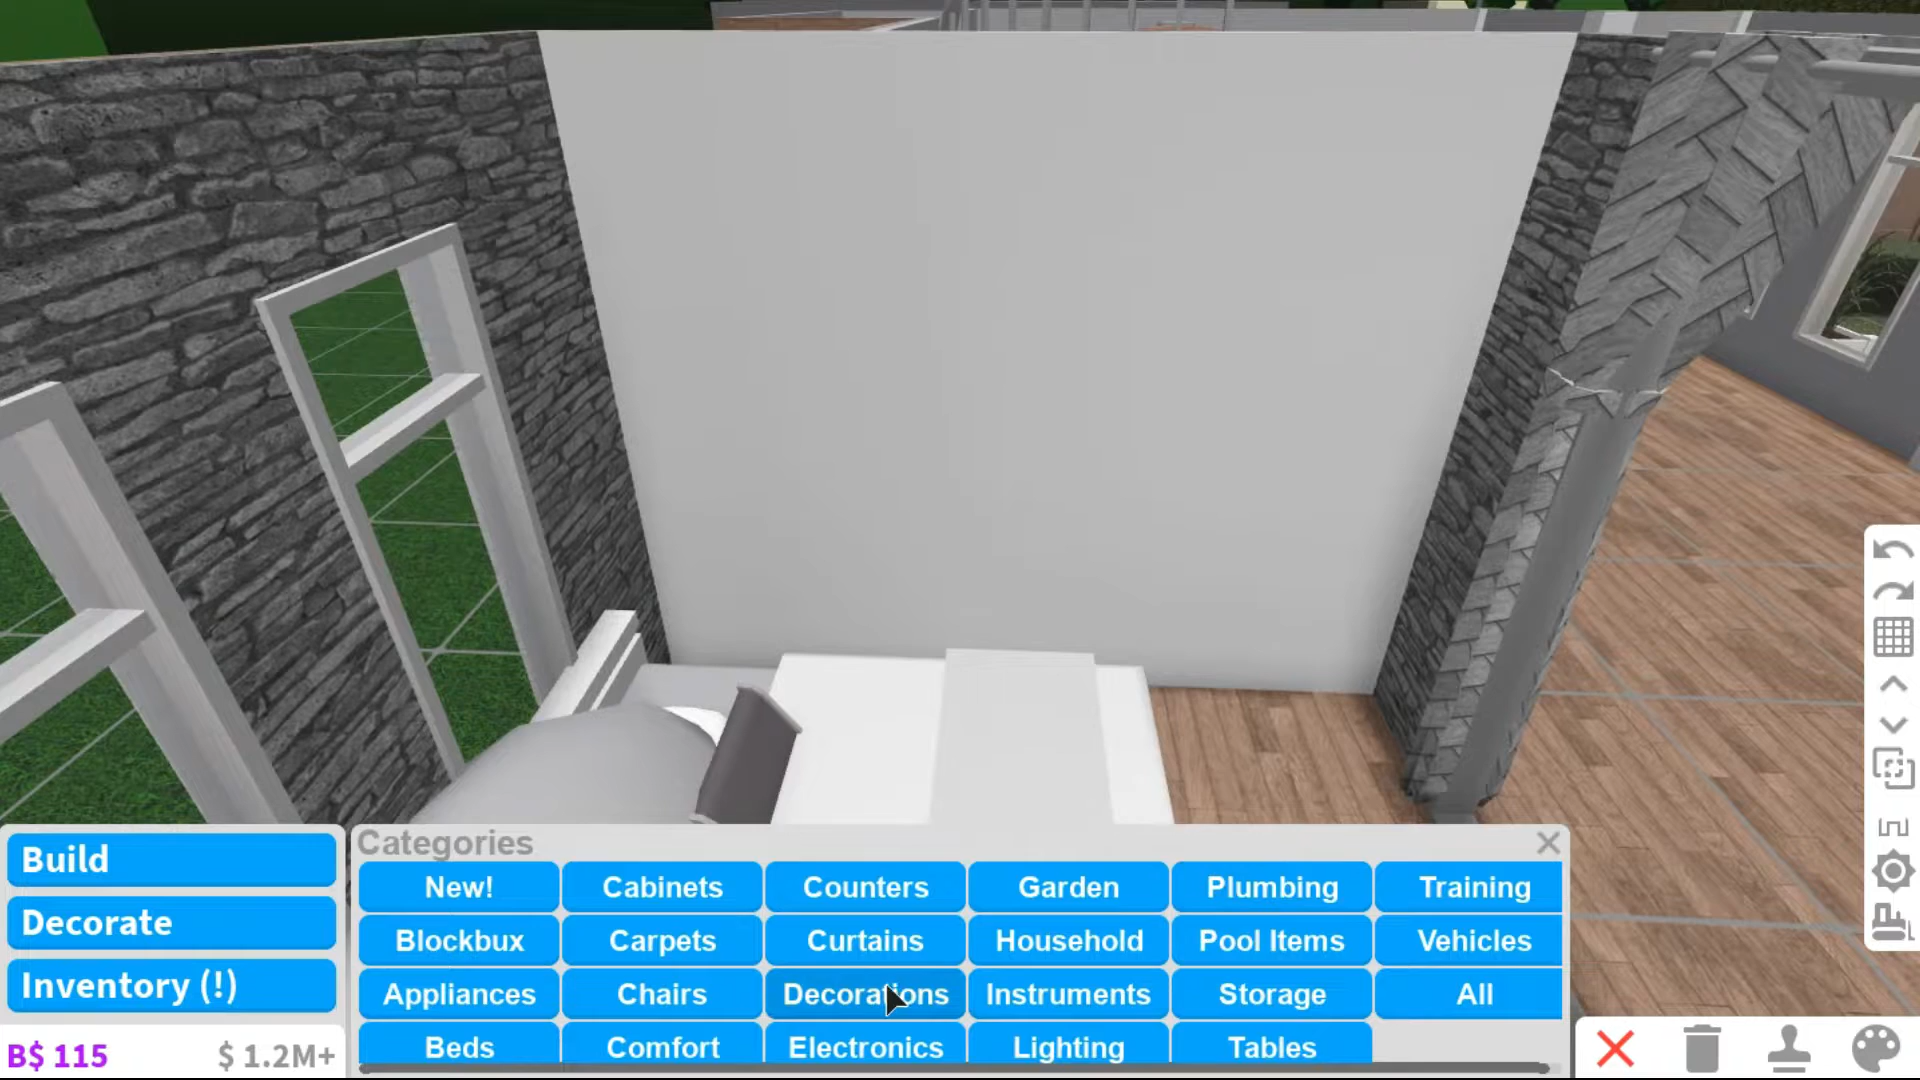 Build
Decorate
Inventory (!)
B$ 115
$ 1.2M+
Categories
New!
Cabinets
Counters
Garden
Plumbing
Training
Blockbux
Carpets
Curtains
Household
Pool Items
Vehicles
Appliances
Chairs
Decorations
Instruments
Storage
All
Beds
Comfort
Electronics
Lighting
Tables